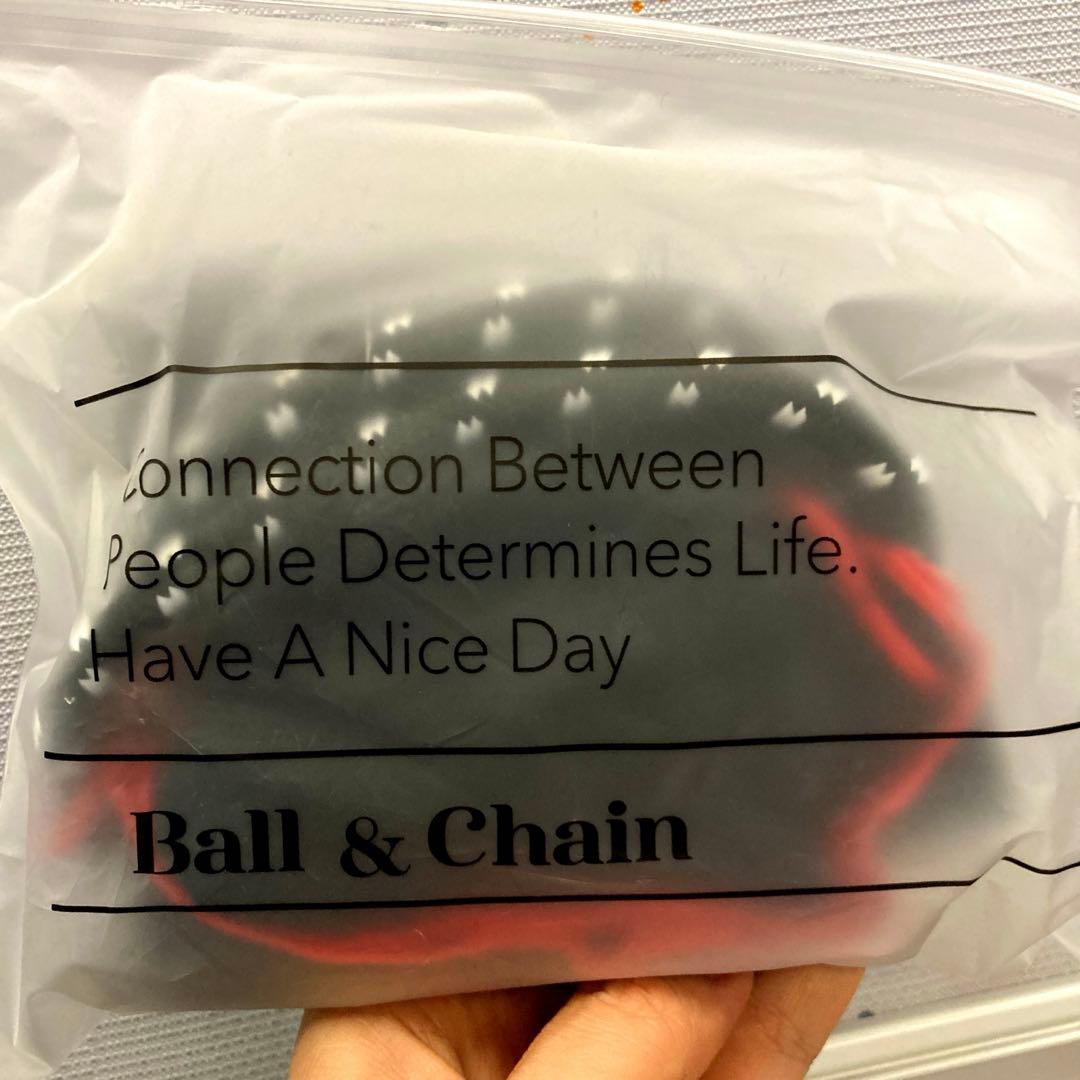 Connection Between
People Determines Life.
Have A Nice Day
Ball & Chain